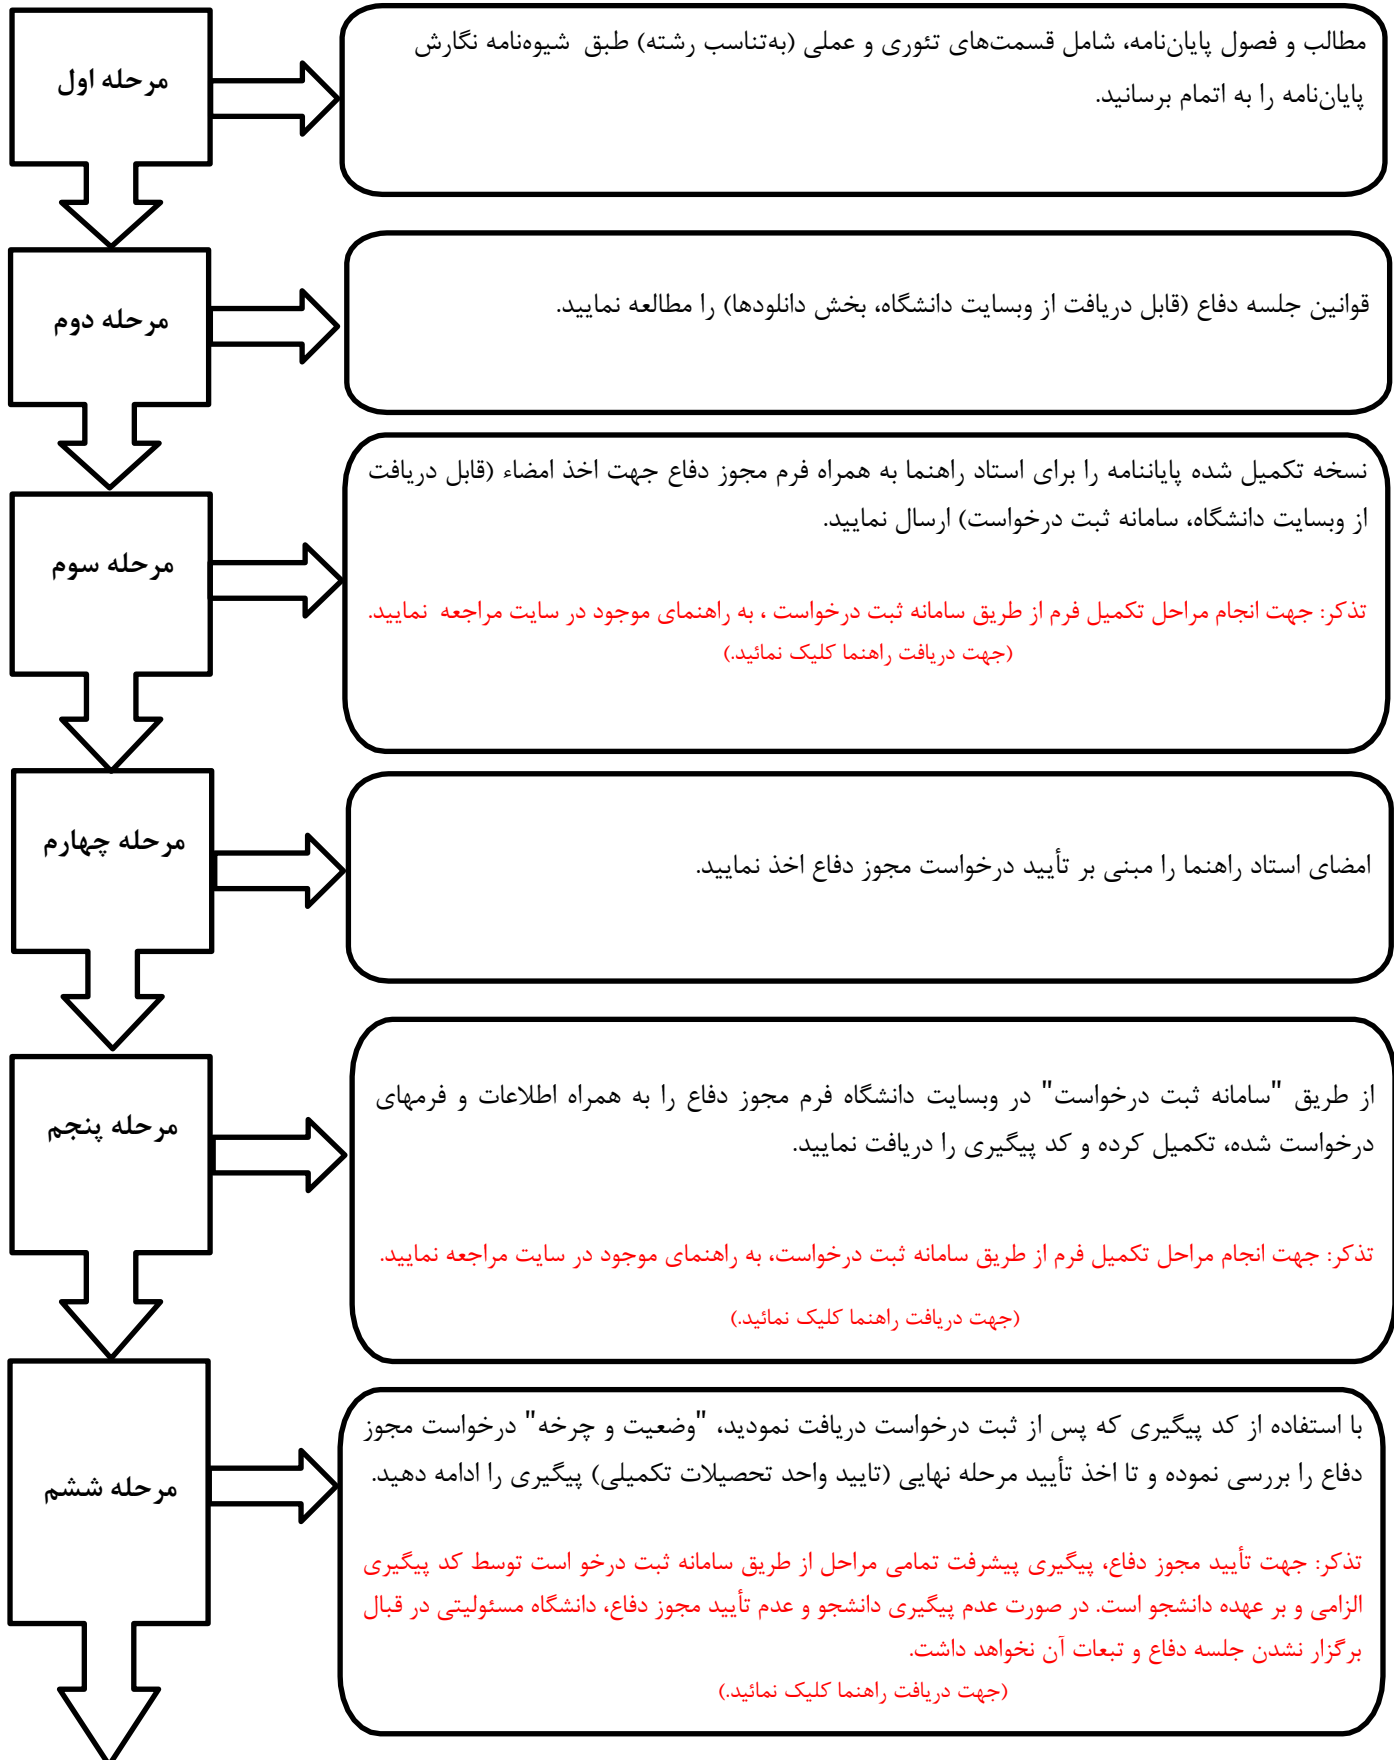 مرحله اول
مطالب و فصول پایان‌نامه، شامل قسمت‌های تئوری و عملی (به‌تناسب رشته) طبق شیوه‌نامه نگارش
پایان‌نامه را به اتمام برسانید.
مرحله دوم
قوانین جلسه دفاع (قابل دریافت از وبسایت دانشگاه، بخش دانلودها) را مطالعه نمایید.
مرحله سوم
نسخه تکمیل شده پایاننامه را برای استاد راهنما به همراه فرم مجوز دفاع جهت اخذ امضاء (قابل دریافت
از وبسایت دانشگاه، سامانه ثبت درخواست) ارسال نمایید.
تذکر: جهت انجام مراحل تکمیل فرم از طریق سامانه ثبت درخواست ، به راهنمای موجود در سایت مراجعه نمایید.
(جهت دریافت راهنما کلیک نمائید.)
مرحله چهارم
امضای استاد راهنما را مبنی بر تأیید درخواست مجوز دفاع اخذ نمایید.
مرحله پنجم
از طریق "سامانه ثبت درخواست" در وبسایت دانشگاه فرم مجوز دفاع را به همراه اطلاعات و فرمهای
درخواست شده، تکمیل کرده و کد پیگیری را دریافت نمایید.
تذکر: جهت انجام مراحل تکمیل فرم از طریق سامانه ثبت درخواست، به راهنمای موجود در سایت مراجعه نمایید.
(جهت دریافت راهنما کلیک نمائید.)
مرحله ششم
با استفاده از کد پیگیری که پس از ثبت درخواست دریافت نمودید، "وضعیت و چرخه" درخواست مجوز
دفاع را بررسی نموده و تا اخذ تأیید مرحله نهایی (تایید واحد تحصیلات تکمیلی) پیگیری را ادامه دهید.
تذکر: جهت تأیید مجوز دفاع، پیگیری پیشرفت تمامی مراحل از طریق سامانه ثبت درخو است توسط کد پیگیری
الزامی و بر عهده دانشجو است. در صورت عدم پیگیری دانشجو و عدم تأیید مجوز دفاع، دانشگاه مسئولیتی در قبال
برگزار نشدن جلسه دفاع و تبعات آن نخواهد داشت.
(جهت دریافت راهنما کلیک نمائید.)